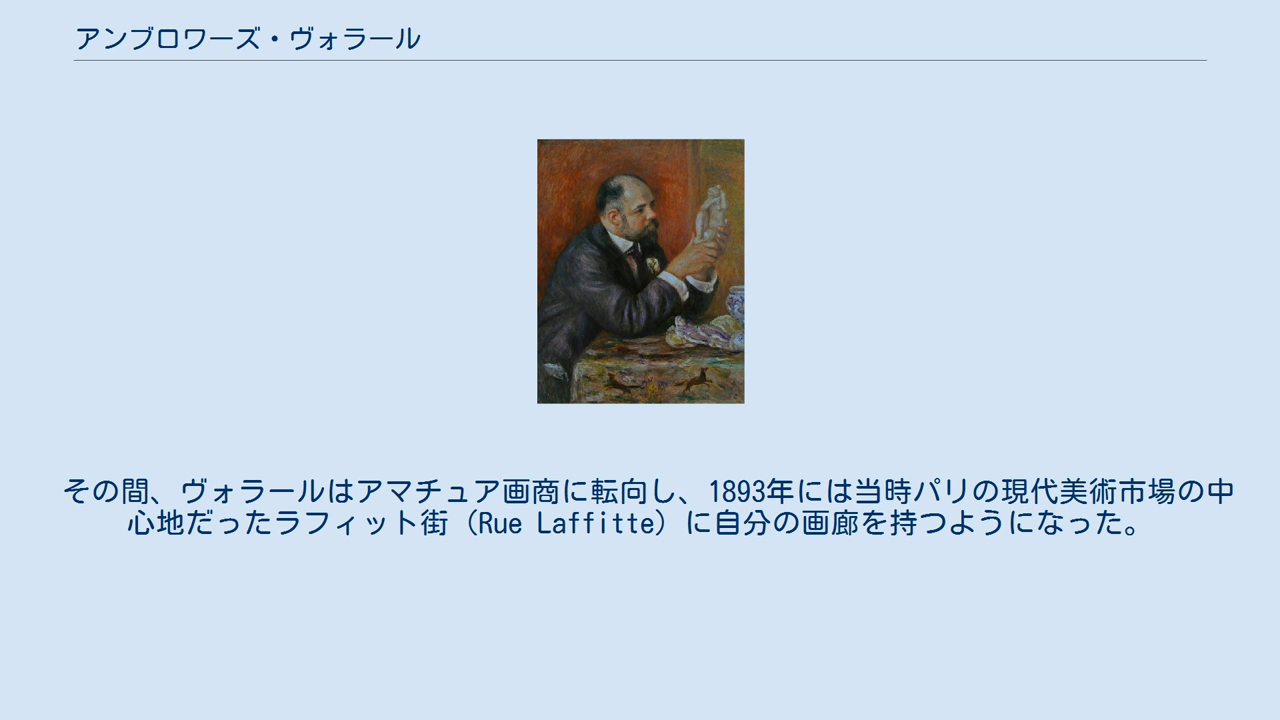 アンブロワーズ・ヴォラール
その間、ヴォラールはアマチュア画商に転向し、1893年には当時パリの現代美術市場の中
心地だったラフィット街（Rue Laffitte）に自分の画廊を持つようになった。